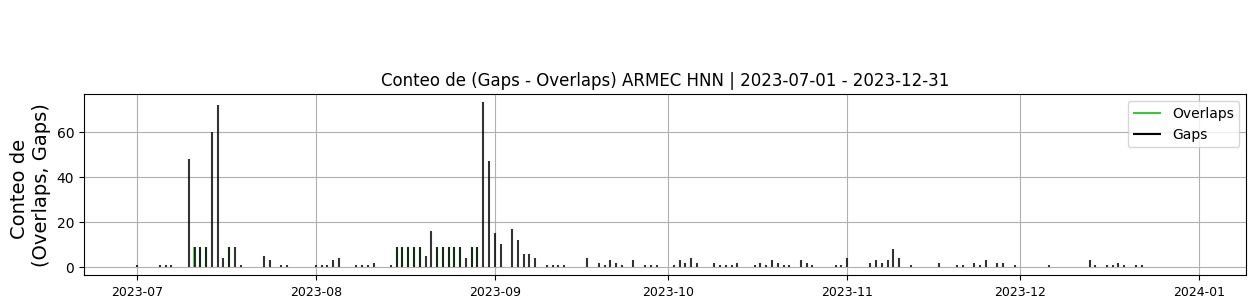 Conteo de (Gaps - Overlaps) ARMEC HNN | 2023-07-01 - 2023-12-31
Conteo de
(Overlaps, Gaps)
60
40
20
0
Overlaps
Gaps
2023-07
2023-08
2023-09
2023-10
2023-11
2023-12
2024-01